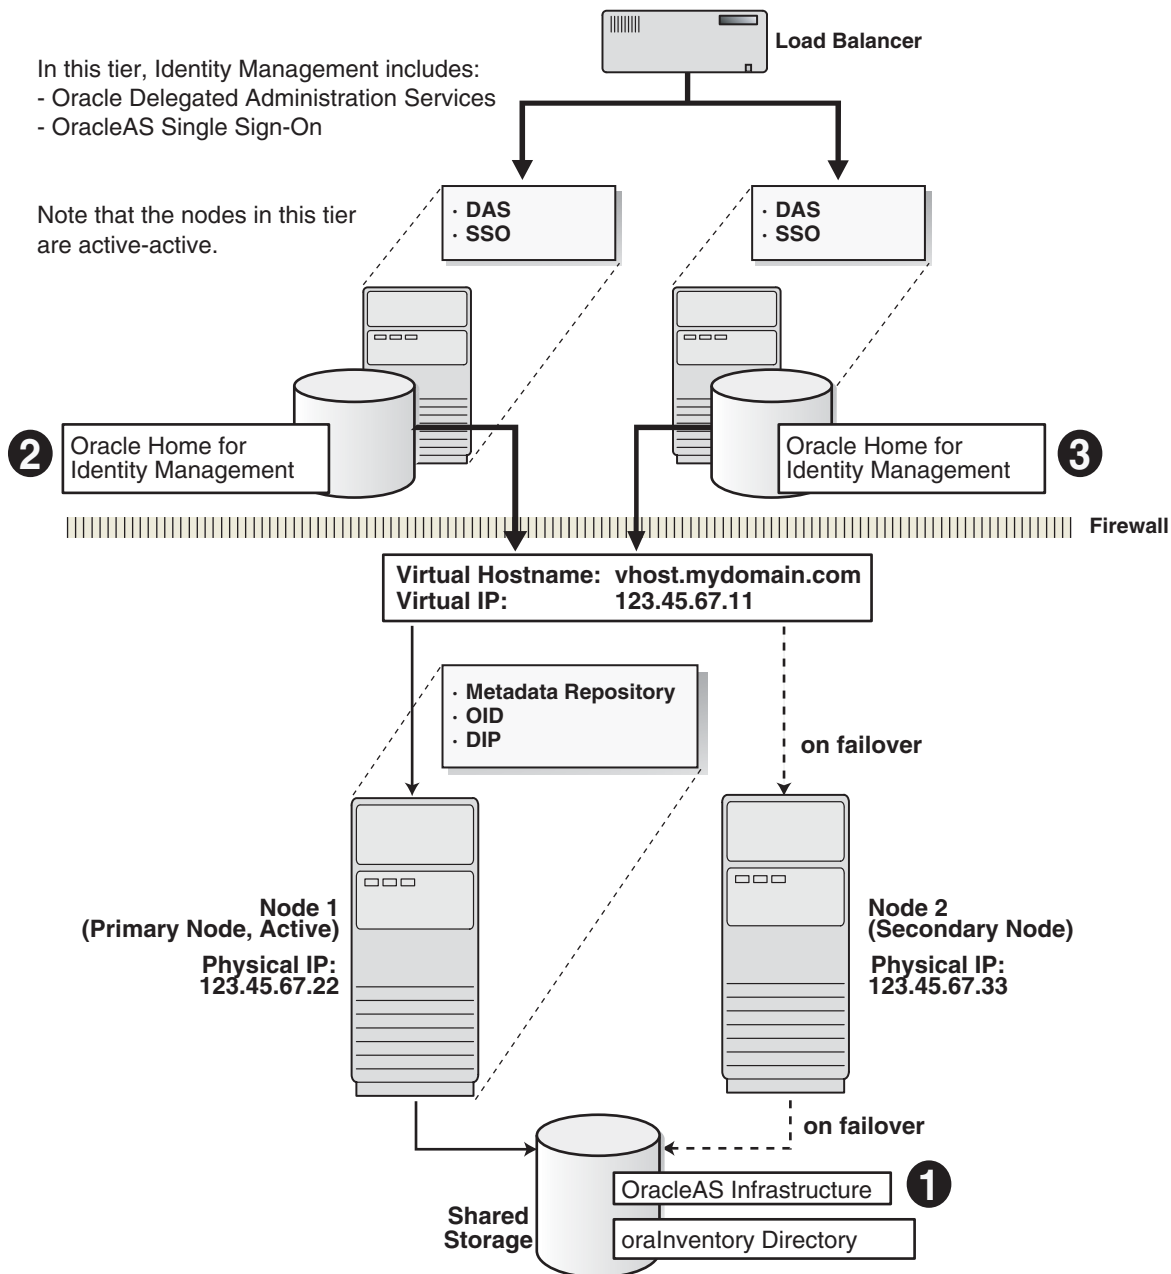 Load Balancer
In this tier, Identity Management includes:
- Oracle Delegated Administration Services
- OracleAS Single Sign-On
Note that the nodes in this tier
are active-active.
· DAS
· SSO
· DAS
· SSO
2
Oracle Home for
Identity Management
Oracle Home for
Identity Management
3
Firewall
Virtual Hostname: vhost.mydomain.com
Virtual IP: 123.45.67.11
· Metadata Repository
· OID
· DIP
on failover
Node 1
(Primary Node, Active)
Physical IP:
123.45.67.22
Node 2
(Secondary Node)
Physical IP:
123.45.67.33
on failover
OracleAS Infrastructure
1
Shared
Storage
oraInventory Directory